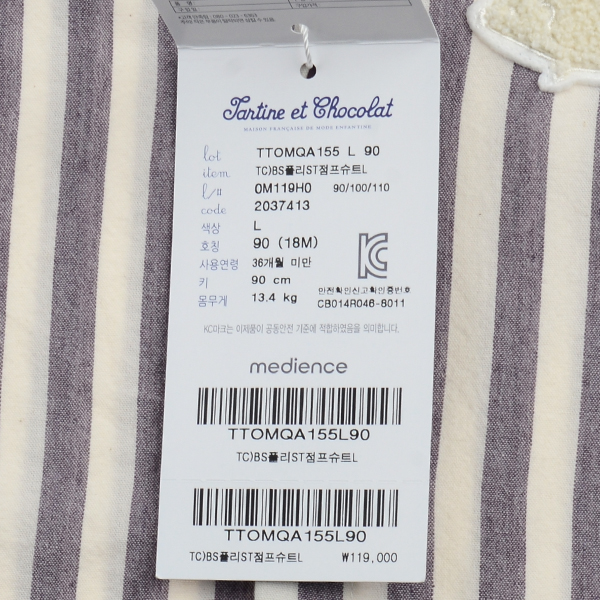 Tartine et Chocolat
MAISON FRANÇAISE DE MODE ENFANTINE
lot TTOMQA155 L 90
item TC)BS폴리ST점프슈트L
l/# 0M119H0 90/100/110
code 2037413
색상 L
호칭 90 (18M)
사용연령 36개월 미만
키 90 cm
몸무게 13.4 kg
안전확인신고확인증번호
CB014R046-6011
KC마크는 이제품이 공동안전 기준에 적합하였음을 의미합니다.
medience
TTOMQA155L90
TC)BS폴리ST점프슈트L
TTOMQA155L90
TC)BS폴리ST점프슈트L ₩119,000